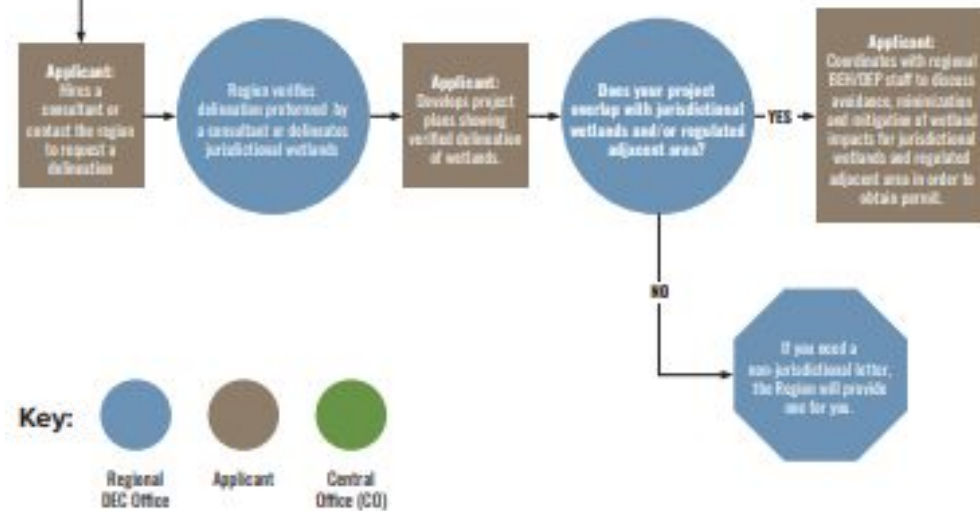 Applicant:
Hires a
consultant or
contact the region
to request a
delineation
Region verifies
delineation preformed by
a consultant or delineates
jurisdictional wetlands
Applicant:
Develops project
plans showing
verified delineation
of wetlands.
Does your project
overlap with jurisdictional
wetlands and/or regulated
adjacent area?
YES
Applicant:
Coordinates with regional
BEH/DEP staff to discuss
avoidance, minimization
and mitigation of wetland
impacts for jurisdictional
wetlands and regulated
adjacent area in order to
obtain permit.
NO
If you need a
non-jurisdictional letter,
the Region will provide
one for you.
Key:
Regional
DEC Office
Applicant
Central
Office (CO)